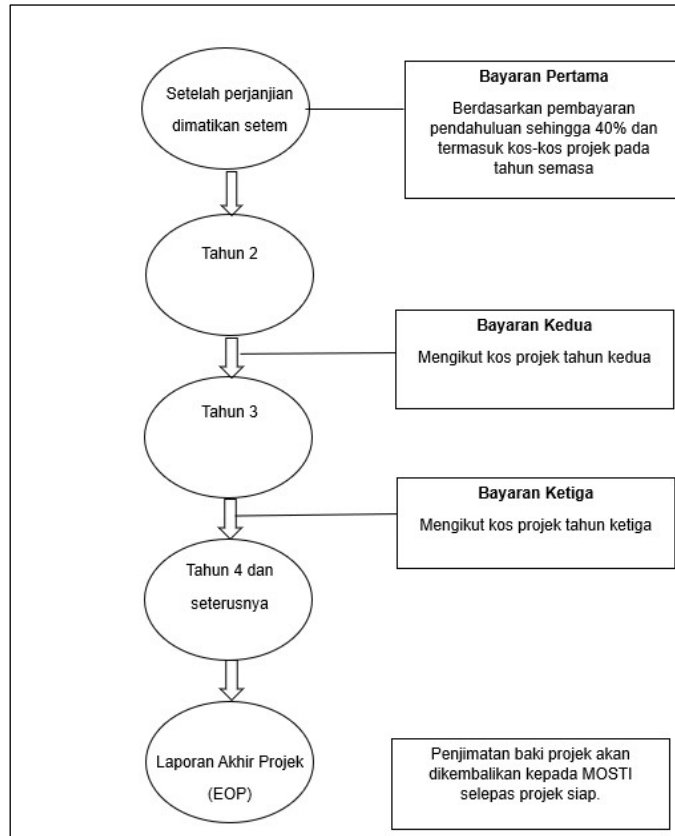 Setelah perjanjian
dimatikan setem
Bayaran Pertama
Berdasarkan pembayaran
pendahuluan sehingga 40% dan
termasuk kos-kos projek pada
tahun semasa
Tahun 2
Bayaran Kedua
Mengikut kos projek tahun kedua
Tahun 3
Bayaran Ketiga
Mengikut kos projek tahun ketiga
Tahun 4 dan
seterusnya
Laporan Akhir Projek
(EOP)
Penjimatan baki projek akan
dikembalikan kepada MOSTI
selepas projek siap.